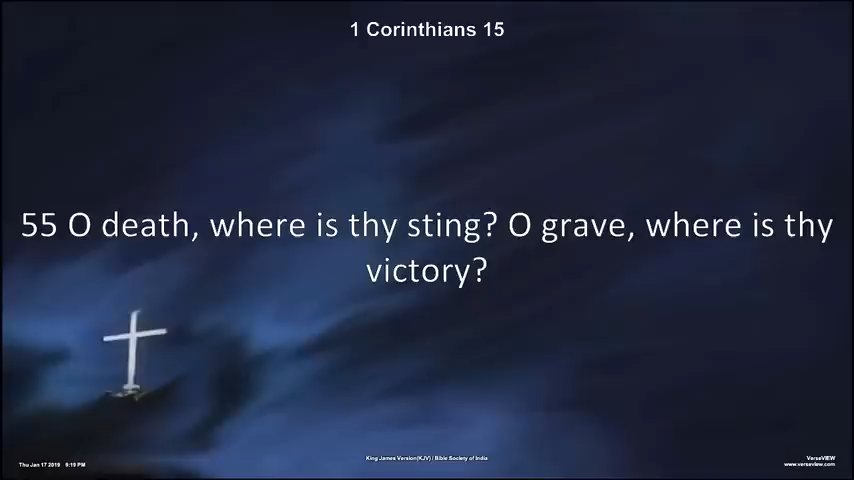 1 Corinthians 15
55 O death, where is thy sting? O grave, where is thy
victory?
King James Version(KJV) / Bible Society of India
Thu Jan 17 2019   9:19 PM
VerseVIEW
www.verseview.com